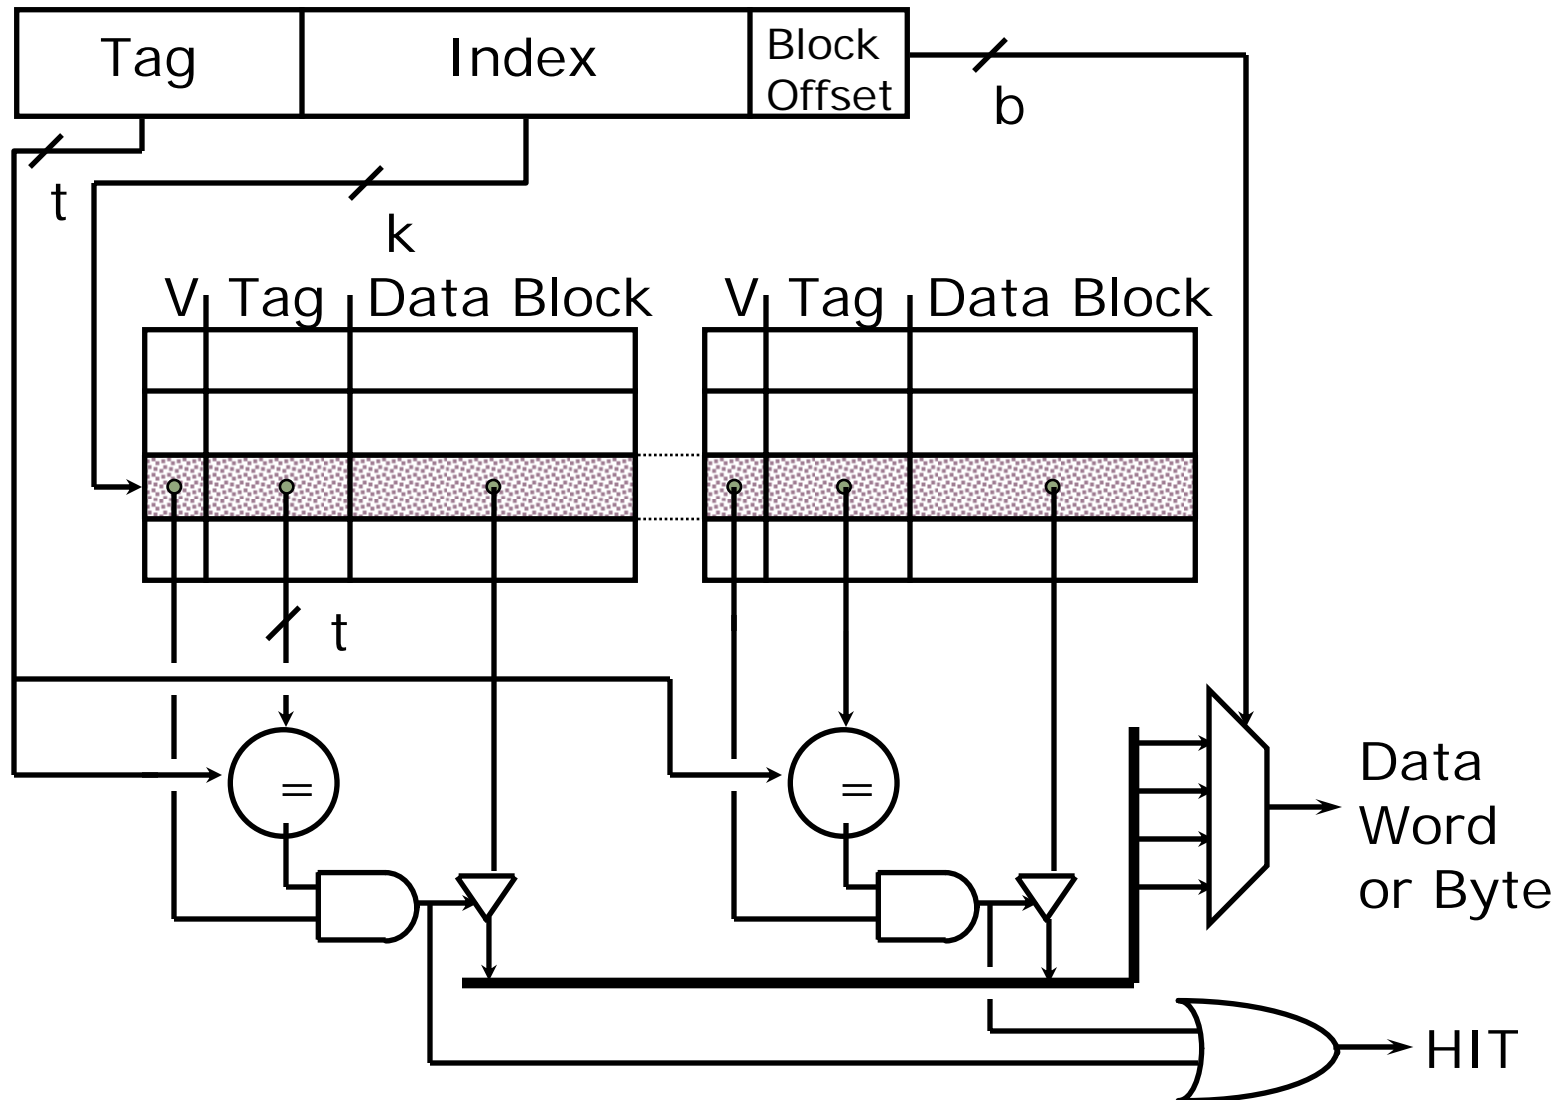 Tag Index Block
Offset
b
t
k
V Tag Data Block V Tag Data Block
t
= =
Data
Word
or Byte
HIT